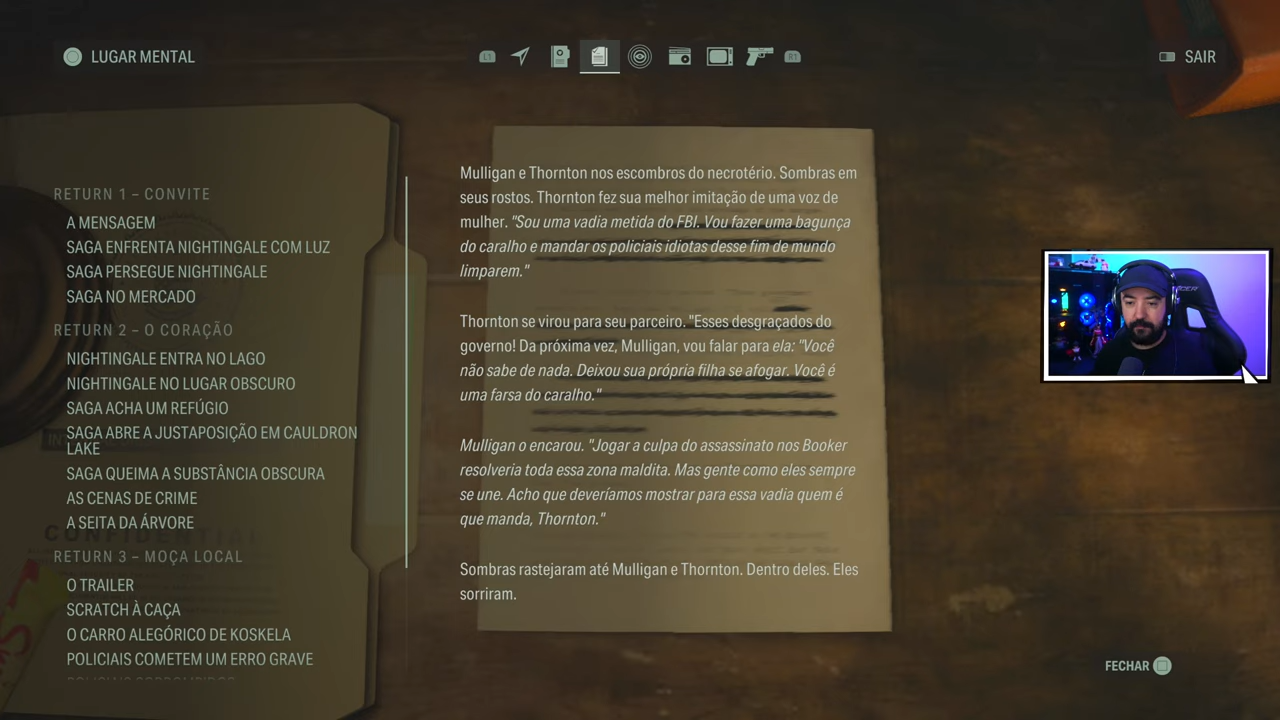 LUGAR MENTAL
L1
R1
SAIR
RETURN 1 – CONVITE
A MENSAGEM
SAGA ENFRENTA NIGHTINGALE COM LUZ
SAGA PERSEGUE NIGHTINGALE
SAGA NO MERCADO
RETURN 2 – O CORAÇÃO
NIGHTINGALE ENTRA NO LAGO
NIGHTINGALE NO LUGAR OBSCURO
SAGA ACHA UM REFÚGIO
SAGA ABRE A JUSTAPOSIÇÃO EM CAULDRON
LAKE
SAGA QUEIMA A SUBSTÂNCIA OBSCURA
AS CENAS DE CRIME
A SEITA DA ÁRVORE
CONFIDENTIAL
RETURN 3 – MOÇA LOCAL
O TRAILER
SCRATCH À CAÇA
O CARRO ALEGÓRICO DE KOSKELA
POLICIAIS COMETEM UM ERRO GRAVE
POLICIAIS CORROMPIDOS
Mulligan e Thornton nos escombros do necrotério. Sombras em
seus rostos. Thornton fez sua melhor imitação de uma voz de
mulher. "Sou uma vadia metida do FBI. Vou fazer uma bagunça
do caralho e mandar os policiais idiotas desse fim de mundo
limparem."
Thornton se virou para seu parceiro. "Esses desgraçados do
governo! Da próxima vez, Mulligan, vou falar para ela: "Você
não sabe de nada. Deixou sua própria filha se afogar. Você é
uma farsa do caralho."
Mulligan o encarou. "Jogar a culpa do assassinato nos Booker
resolveria toda essa zona maldita. Mas gente como eles sempre
se une. Acho que deveríamos mostrar para essa vadia quem é
que manda, Thornton."
Sombras rastejaram até Mulligan e Thornton. Dentro deles. Eles
sorriram.
FECHAR